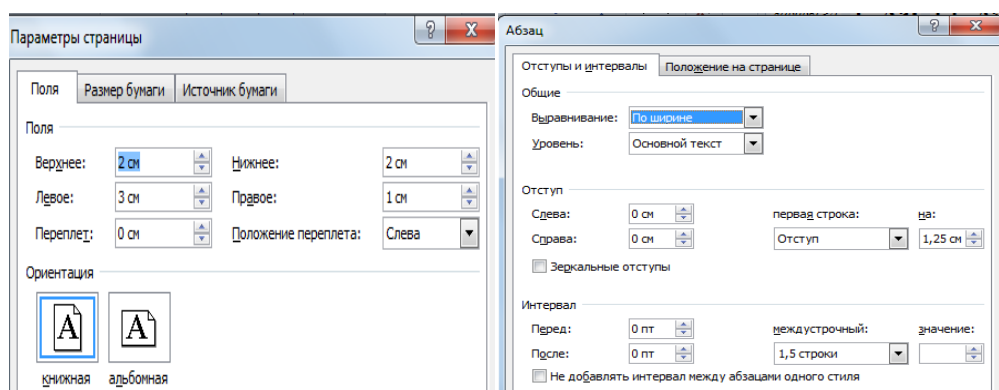 Параметры страницы
Поля Размер бумаги Источник бумаги
Поля
Верхнее: 2 см Нижнее: 2 см
Левое: 3 см Правое: 1 см
Переплет: 0 см Положение переплета: Слева
Ориентация
A A
книжная альбомная
Абзац
Отступы и интервалы Положение на странице
Общие
Выравнивание: По ширине
Уровень: Основной текст
Отступ
Слева: 0 см первая строка: на:
Справа: 0 см Отступ 1,25 см
Зеркальные отступы
Интервал
Перед: 0 пт междустрочный: значение:
После: 0 пт 1,5 строки
Не добавлять интервал между абзацами одного стиля